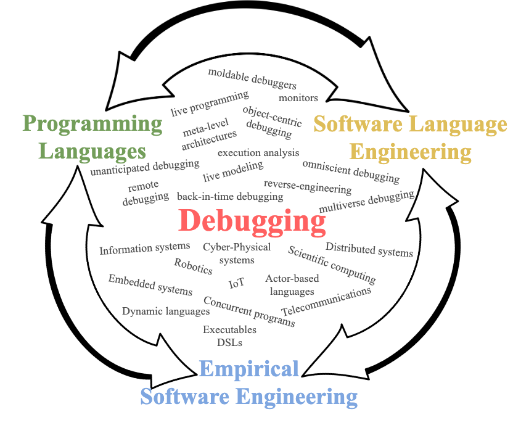 moldable debuggers
live programming
monitors
object-centric
debugging
meta-level
architectures
Programming
Languages
Software Language
Engineering
execution analysis
unanticipated debugging
live modeling
omniscient debugging
remote
debugging
reverse-engineering
back-in-time debugging
multiverse debugging
Debugging
Information systems
Cyber-Physical
systems
Distributed systems
Scientific computing
Robotics
IoT
Actor-based
languages
Embedded systems
Telecommunications
Dynamic languages
Concurrent programs
Executables
DSLs
Empirical
Software Engineering